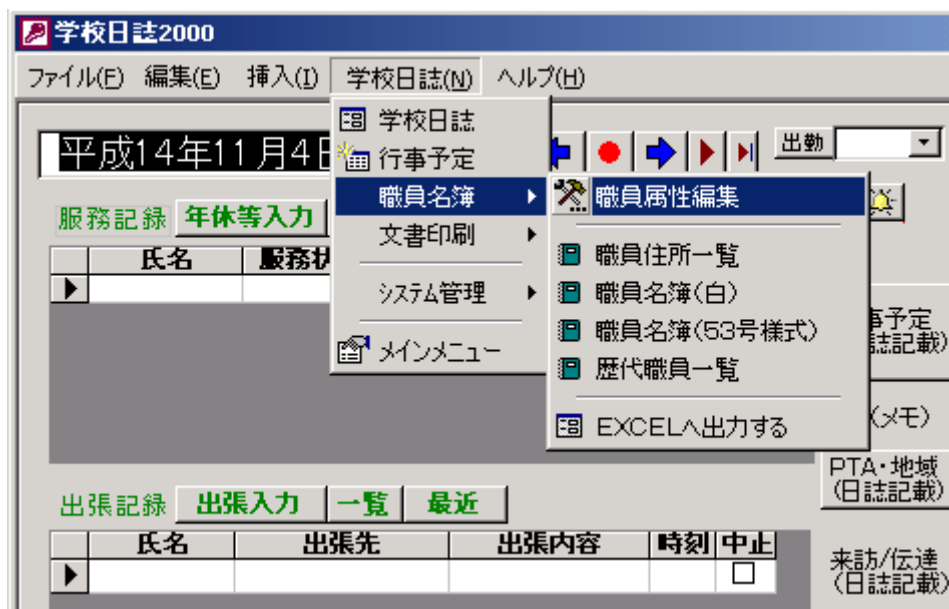 学校日誌2000
ファイル(F) 編集(E) 挿入(I) 学校日誌(N) ヘルプ(H)
学校日誌
行事予定
職員名簿
文書印刷
システム管理
メインメニュー
職員属性編集
職員住所一覧
職員名簿(白)
職員名簿(53号様式)
歴代職員一覧
EXCELへ出力する
平成14年11月4日
出勤
服務記録 年休等入力
氏名 服務状
事予定
誌記載)
(メモ)
PTA・地域
(日誌記載)
出張記録 出張入力 一覧 最近
氏名 出張先 出張内容 時刻 中止
来訪/伝達
(日誌記載)